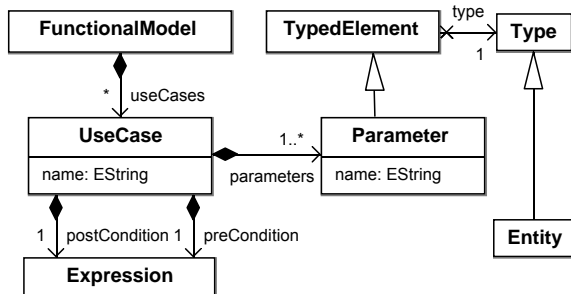 FunctionalModel
TypedElement
type
1
Type
* useCases
UseCase
name: EString
1..*
parameters
Parameter
name: EString
1 postCondition
1 preCondition
Entity
Expression